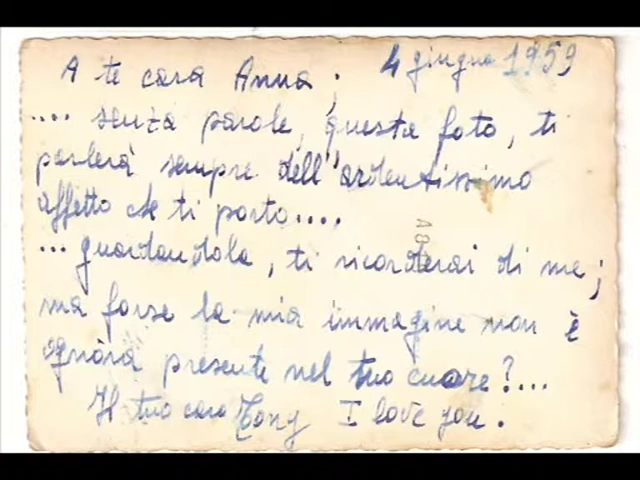 A te cara Anna; 4 giugno 1959
.... senza parole, questa foto, ti
parlerà sempre dell'ardentissimo
affetto che ti porto....
... guardandola, ti ricorderai di me;
ma forse la mia immagine non è
ognora presente nel tuo cuore?...
Il tuo caro Tony I love you.